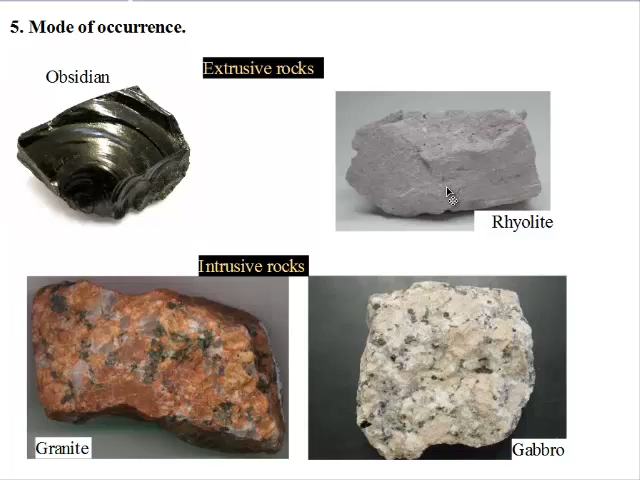 5. Mode of occurrence.
Extrusive rocks
Obsidian
Rhyolite
Intrusive rocks
Granite
Gabbro